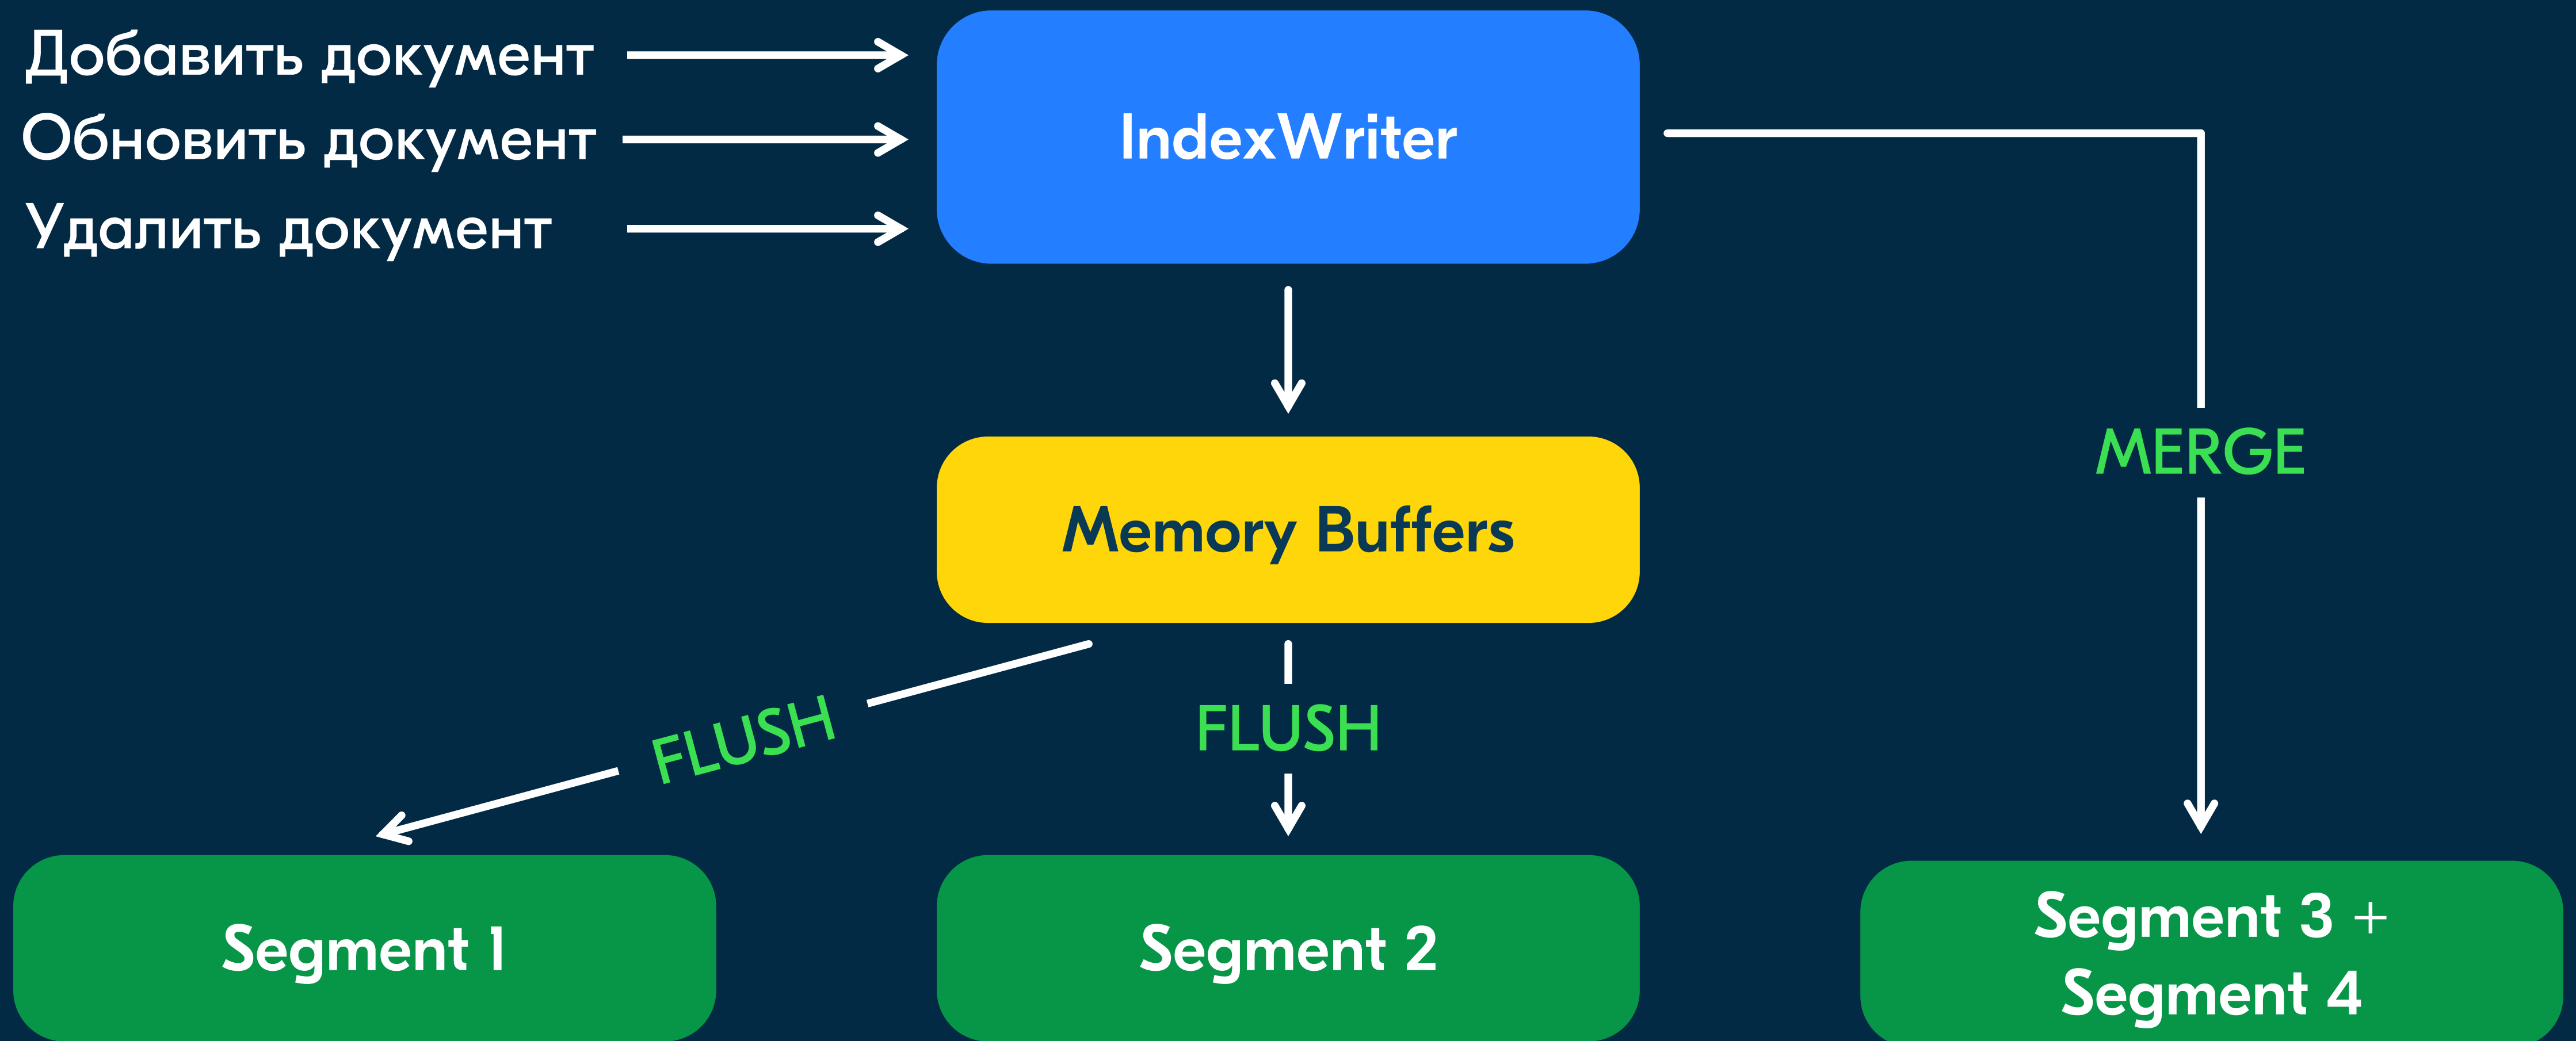 Добавить документ
Обновить документ
Удалить документ
IndexWriter
MERGE
Memory Buffers
FLUSH
FLUSH
Segment 1
Segment 2
Segment 3 +
Segment 4